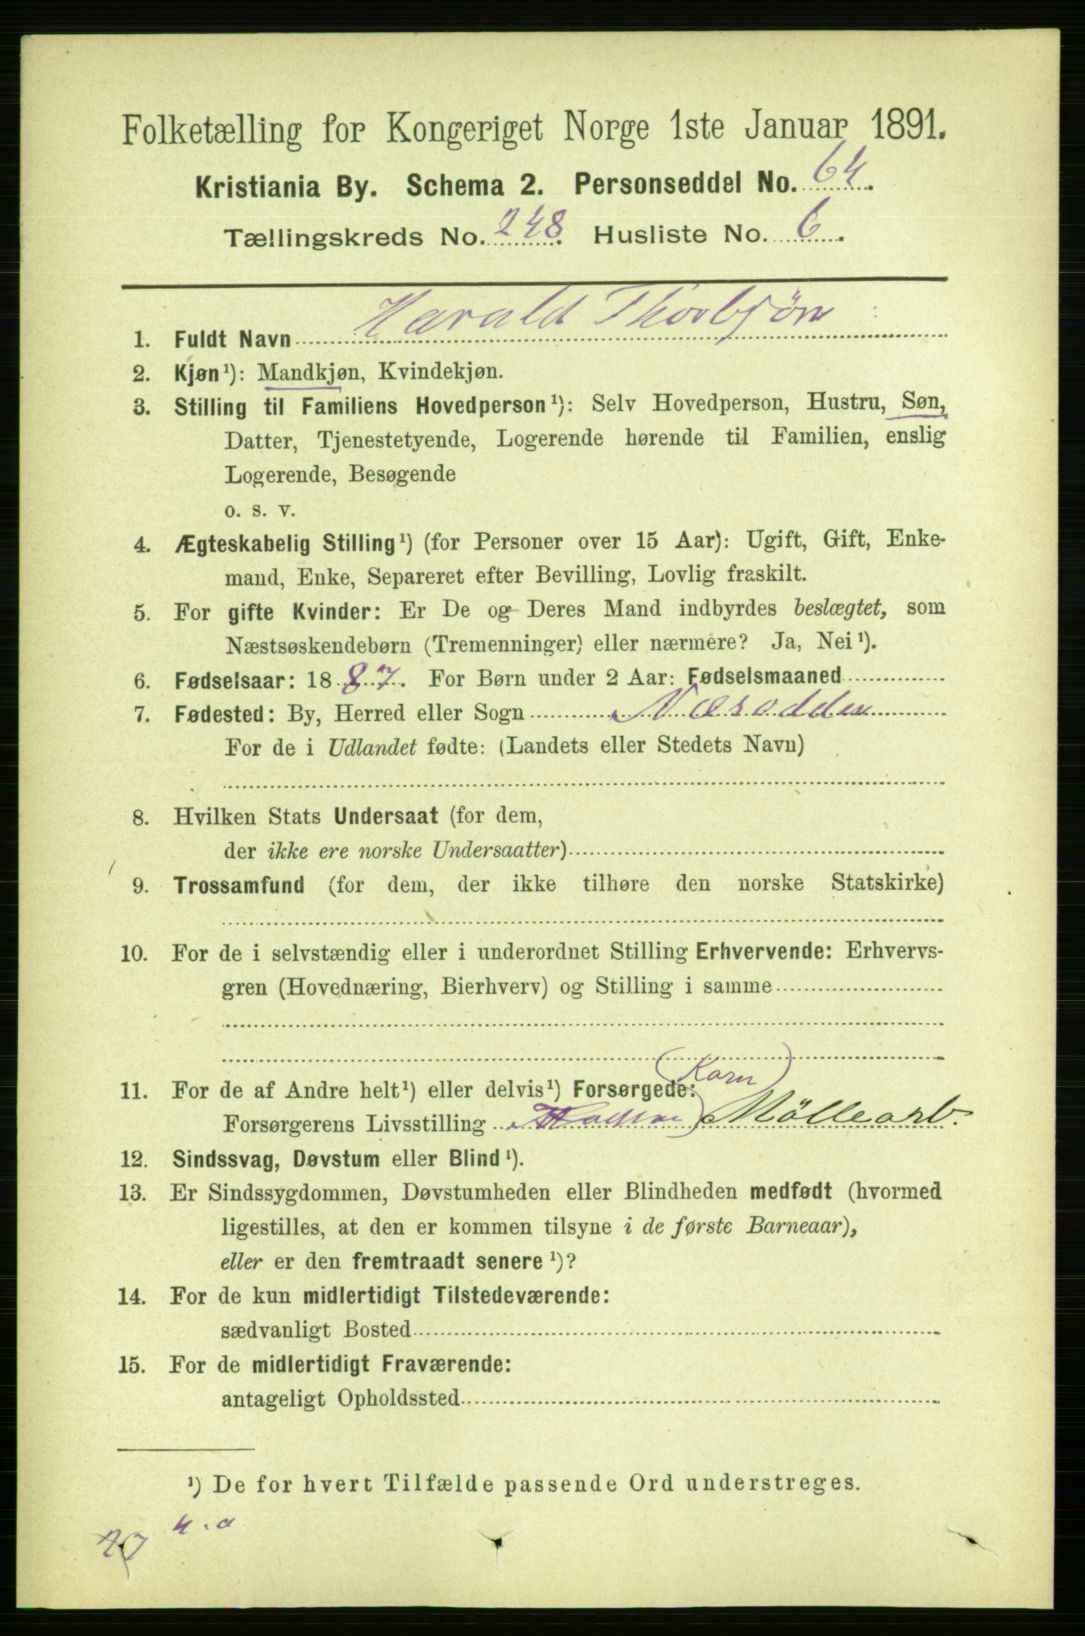 Folketælling for Kongeriget Norge 1ste Januar 1891.
Kristiania By. Schema 2. Personseddel No. 64.
Tællingskreds No. 248. Husliste No. 6.
1. Fuldt Navn Harald Thorbjørn
2. Kjøn¹): Mandkjøn, Kvindekjøn.
3. Stilling til Familiens Hovedperson¹): Selv Hovedperson, Hustru, Søn,
Datter, Tjenestetyende, Logerende hørende til Familien, enslig
Logerende, Besøgende
o. s. v.
4. Ægteskabelig Stilling¹) (for Personer over 15 Aar): Ugift, Gift, Enke-
mand, Enke, Separeret efter Bevilling, Lovlig fraskilt.
5. For gifte Kvinder: Er De og Deres Mand indbyrdes beslægtet, som
Næstsøskendebørn (Tremenninger) eller nærmere? Ja, Nei¹).
6. Fødselsaar: 1887. For Børn under 2 Aar: Fødselsmaaned
7. Fødested: By, Herred eller Sogn Næsodden
For de i Udlandet fødte: (Landets eller Stedets Navn)
8. Hvilken Stats Undersaat (for dem,
der ikke ere norske Undersaatter)
9. Trossamfund (for dem, der ikke tilhøre den norske Statskirke)
10. For de i selvstændig eller i underordnet Stilling Erhvervende: Erhvervs-
gren (Hovednæring, Bierhverv) og Stilling i samme
(Korn)
11. For de af Andre helt¹) eller delvis¹) Forsørgede:
Forsørgerens Livsstilling Møllearb.
12. Sindssvag, Døvstum eller Blind¹).
13. Er Sindssygdommen, Døvstumheden eller Blindheden medfødt (hvormed
ligestilles, at den er kommen tilsyne i de første Barneaar),
eller er den fremtraadt senere¹)?
14. For de kun midlertidigt Tilstedeværende:
sædvanligt Bosted
15. For de midlertidigt Fraværende:
antageligt Opholdssted
¹) De for hvert Tilfælde passende Ord understreges.